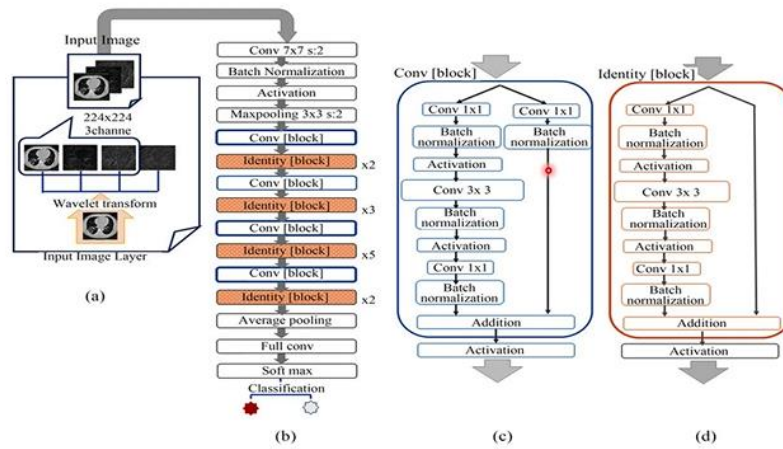 Input Image
224x224
3channe
Wavelet transform
Input Image Layer
(a)
Conv 7x7 s:2
Batch Normalization
Activation
Maxpooling 3x3 s:2
Conv [block]
Identity [block]
x2
Conv [block]
Identity [block]
x3
Conv [block]
Identity [block]
x5
Conv [block]
Identity [block]
x2
Average pooling
Full conv
Soft max
Classification
(b)
Conv [block]
Conv 1x1
Conv 1x1
Batch
normalization
Batch
normalization
Activation
Conv 3x 3
Batch
normalization
Activation
Conv 1x1
Batch
normalization
Addition
Activation
(c)
Identity [block]
Conv 1x1
Batch
normalization
Activation
Conv 3x 3
Batch
normalization
Activation
Conv 1x1
Batch
normalization
Addition
Activation
(d)